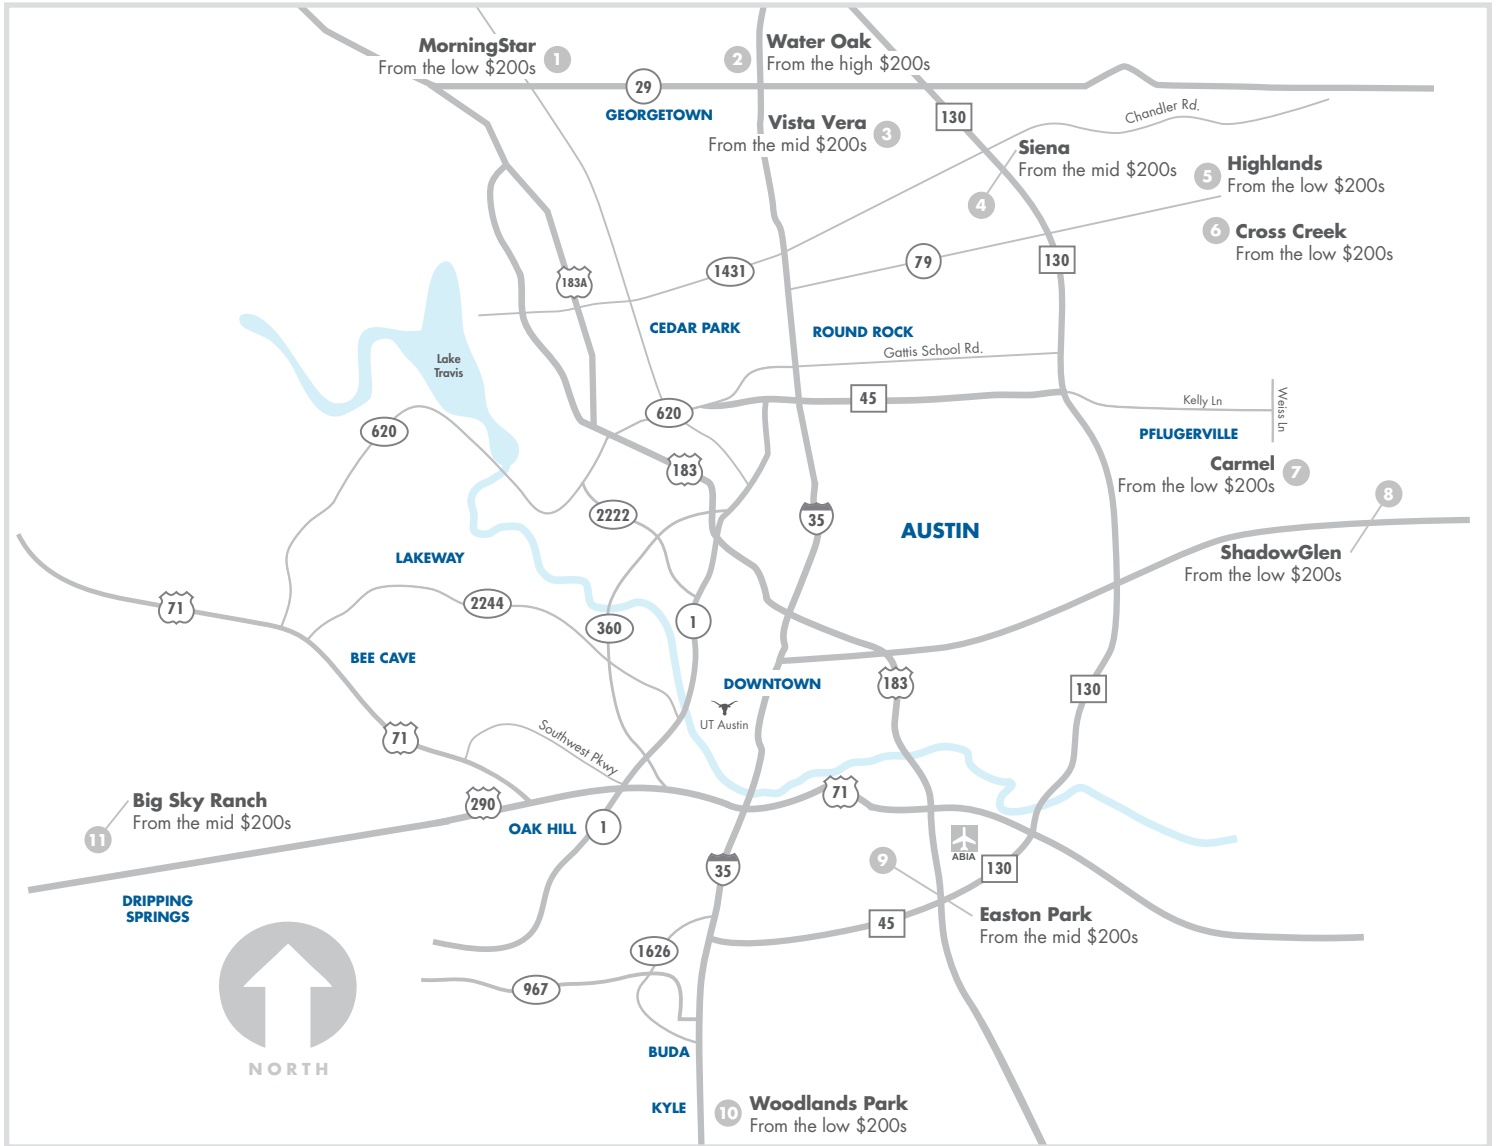 MorningStar
From the low $200s
1
2
Water Oak
From the high $200s
29
GEORGETOWN
130
Chandler Rd.
Vista Vera
From the mid $200s
3
Siena
From the mid $200s
4
5
Highlands
From the low $200s
6
Cross Creek
From the low $200s
183A
1431
79
130
CEDAR PARK
ROUND ROCK
Gattis School Rd.
Lake
Travis
620
620
45
Kelly Ln
Weiss Ln
PFLUGERVILLE
183
Carmel
From the low $200s
7
8
2222
35
AUSTIN
ShadowGlen
From the low $200s
LAKEWAY
71
2244
360
1
BEE CAVE
DOWNTOWN
183
130
UT Austin
71
Southwest Pkwy
290
71
Big Sky Ranch
From the mid $200s
11
OAK HILL
1
ABIA
130
9
35
DRIPPING
SPRINGS
Easton Park
From the mid $200s
45
1626
967
NORTH
BUDA
KYLE
10
Woodlands Park
From the low $200s